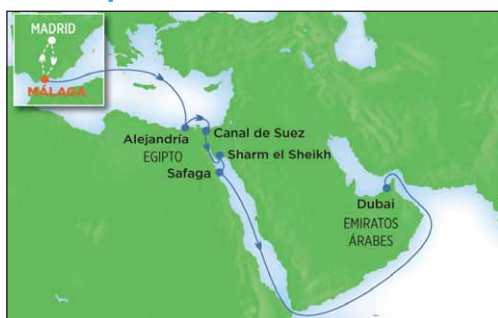 MADRID
MÁLAGA
Alejandría
EGIPTO
Canal de Suez
Sharm el Sheikh
Safaga
Dubai
EMIRATOS
ÁRABES